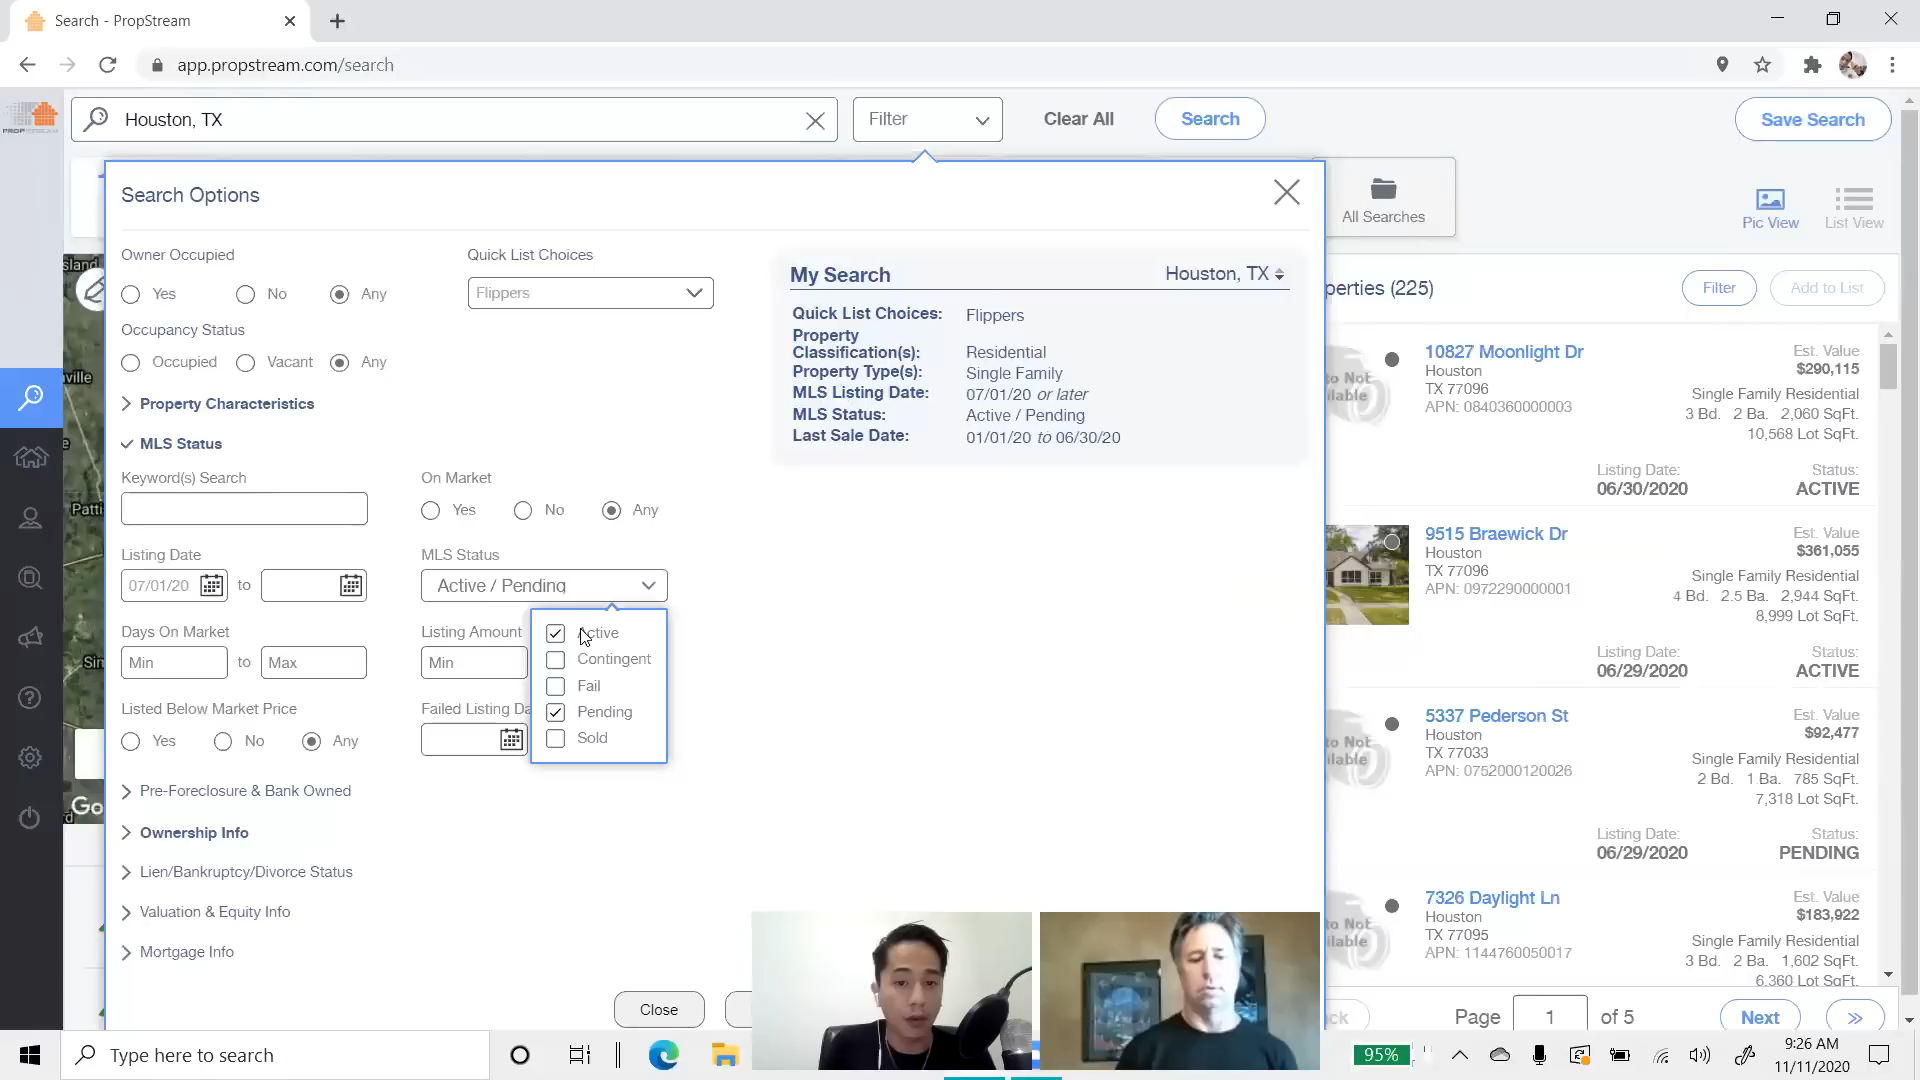 Search - PropStream
app.propstream.com/search
Houston, TX
Filter
Clear All
Search
Save Search
Search Options
All Searches
Pic View
List View
Owner Occupied
Yes No Any
Quick List Choices
Flippers
Occupancy Status
Occupied Vacant Any
Property Characteristics
MLS Status
Keyword(s) Search
On Market
Yes No Any
Listing Date
07/01/20 to
MLS Status
Active / Pending
Days On Market
Min to Max
Listing Amount
Min
Active
Contingent
Fail
Pending
Sold
Listed Below Market Price
Yes No Any
Failed Listing Da
Pre-Foreclosure & Bank Owned
Ownership Info
Lien/Bankruptcy/Divorce Status
Valuation & Equity Info
Mortgage Info
Close
My Search Houston, TX
Quick List Choices: Flippers
Property
Classification(s): Residential
Property Type(s): Single Family
MLS Listing Date: 07/01/20 or later
MLS Status: Active / Pending
Last Sale Date: 01/01/20 to 06/30/20
perties (225)
Filter
Add to List
10827 Moonlight Dr
Houston
TX 77096
APN: 0840360000003
Est. Value
$290,115
Single Family Residential
3 Bd. 2 Ba. 2,060 SqFt.
10,568 Lot SqFt.
Listing Date: Status:
06/30/2020 ACTIVE
9515 Braewick Dr
Houston
TX 77096
APN: 0972290000001
Est. Value
$361,055
Single Family Residential
4 Bd. 2.5 Ba. 2,944 SqFt.
8,999 Lot SqFt.
Listing Date: Status:
06/29/2020 ACTIVE
5337 Pederson St
Houston
TX 77033
APN: 0752000120026
Est. Value
$92,477
Single Family Residential
2 Bd. 1 Ba. 785 SqFt.
7,318 Lot SqFt.
Listing Date: Status:
06/29/2020 PENDING
7326 Daylight Ln
Houston
TX 77095
APN: 1144760050017
Est. Value
$183,922
Single Family Residential
3 Bd. 2 Ba. 1,602 SqFt.
6,360 Lot SqFt.
Page 1 of 5
Next
Type here to search
95%
9:26 AM
11/11/2020